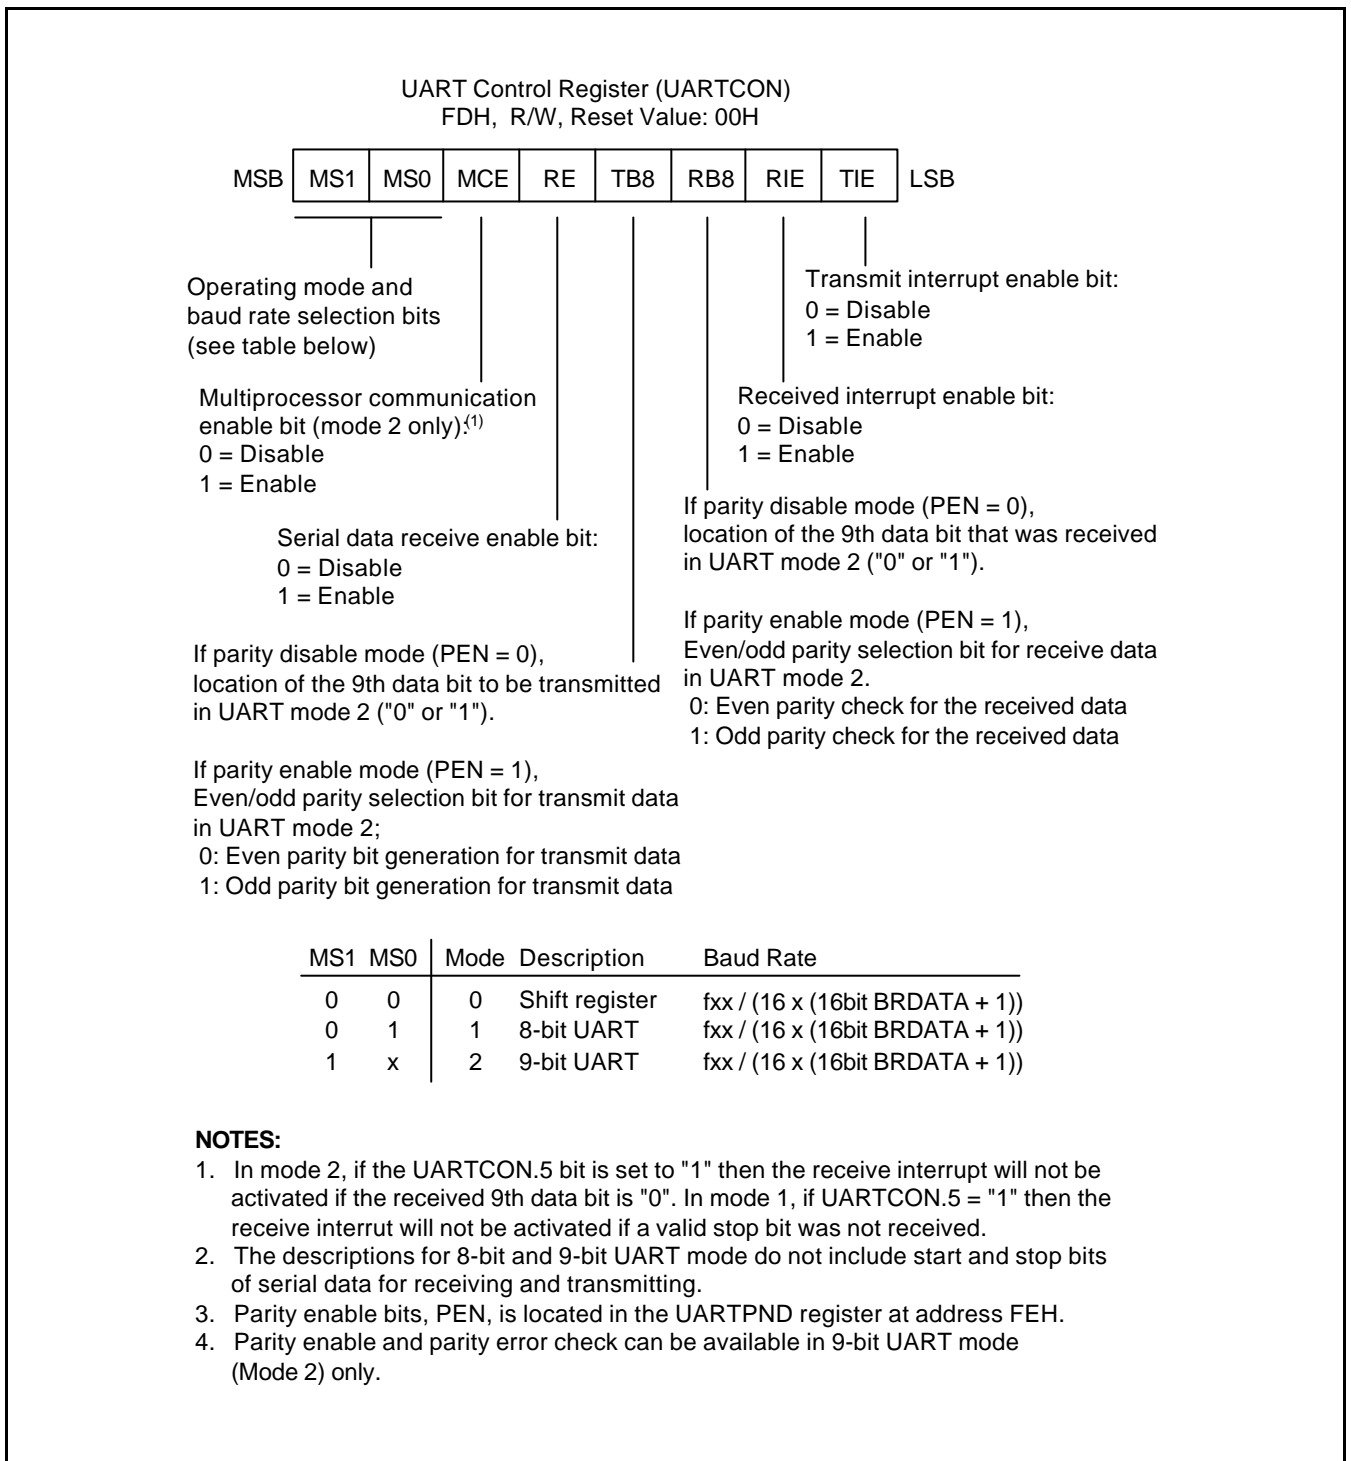 UART Control Register (UARTCON)
FDH, R/W, Reset Value: 00H
MSB MS1 MS0 MCE RE TB8 RB8 RIE TIE LSB
Operating mode and
baud rate selection bits
(see table below)
Transmit interrupt enable bit:
0 = Disable
1 = Enable
Multiprocessor communication
enable bit (mode 2 only):(1)
0 = Disable
1 = Enable
Received interrupt enable bit:
0 = Disable
1 = Enable
Serial data receive enable bit:
0 = Disable
1 = Enable
If parity disable mode (PEN = 0),
location of the 9th data bit that was received
in UART mode 2 ("0" or "1").
If parity enable mode (PEN = 1),
Even/odd parity selection bit for receive data
in UART mode 2.
0: Even parity check for the received data
1: Odd parity check for the received data
If parity disable mode (PEN = 0),
location of the 9th data bit to be transmitted
in UART mode 2 ("0" or "1").
If parity enable mode (PEN = 1),
Even/odd parity selection bit for transmit data
in UART mode 2;
0: Even parity bit generation for transmit data
1: Odd parity bit generation for transmit data
MS1 MS0 Mode Description Baud Rate
0 0 0 Shift register fxx / (16 x (16bit BRDATA + 1))
0 1 1 8-bit UART fxx / (16 x (16bit BRDATA + 1))
1 x 2 9-bit UART fxx / (16 x (16bit BRDATA + 1))
NOTES:
1. In mode 2, if the UARTCON.5 bit is set to "1" then the receive interrupt will not be
activated if the received 9th data bit is "0". In mode 1, if UARTCON.5 = "1" then the
receive interrut will not be activated if a valid stop bit was not received.
2. The descriptions for 8-bit and 9-bit UART mode do not include start and stop bits
of serial data for receiving and transmitting.
3. Parity enable bits, PEN, is located in the UARTPND register at address FEH.
4. Parity enable and parity error check can be available in 9-bit UART mode
(Mode 2) only.